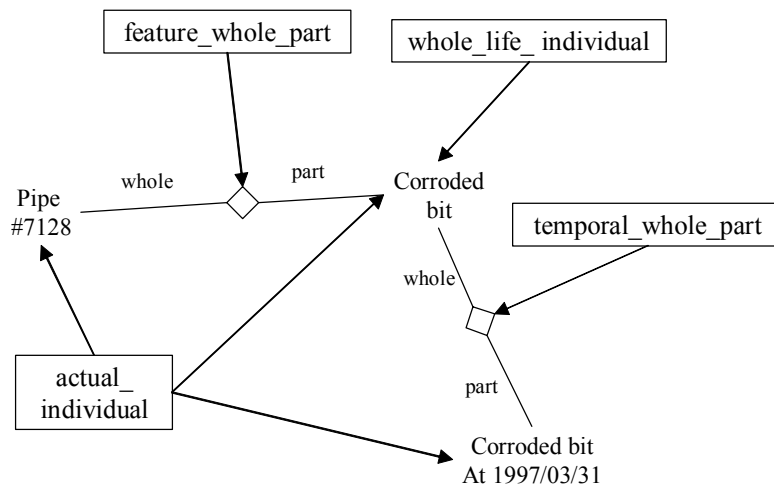 feature_whole_part
whole_life_ individual
whole
part
Pipe
#7128
Corroded
bit
temporal_whole_part
whole
actual_
individual
part
Corroded bit
At 1997/03/31